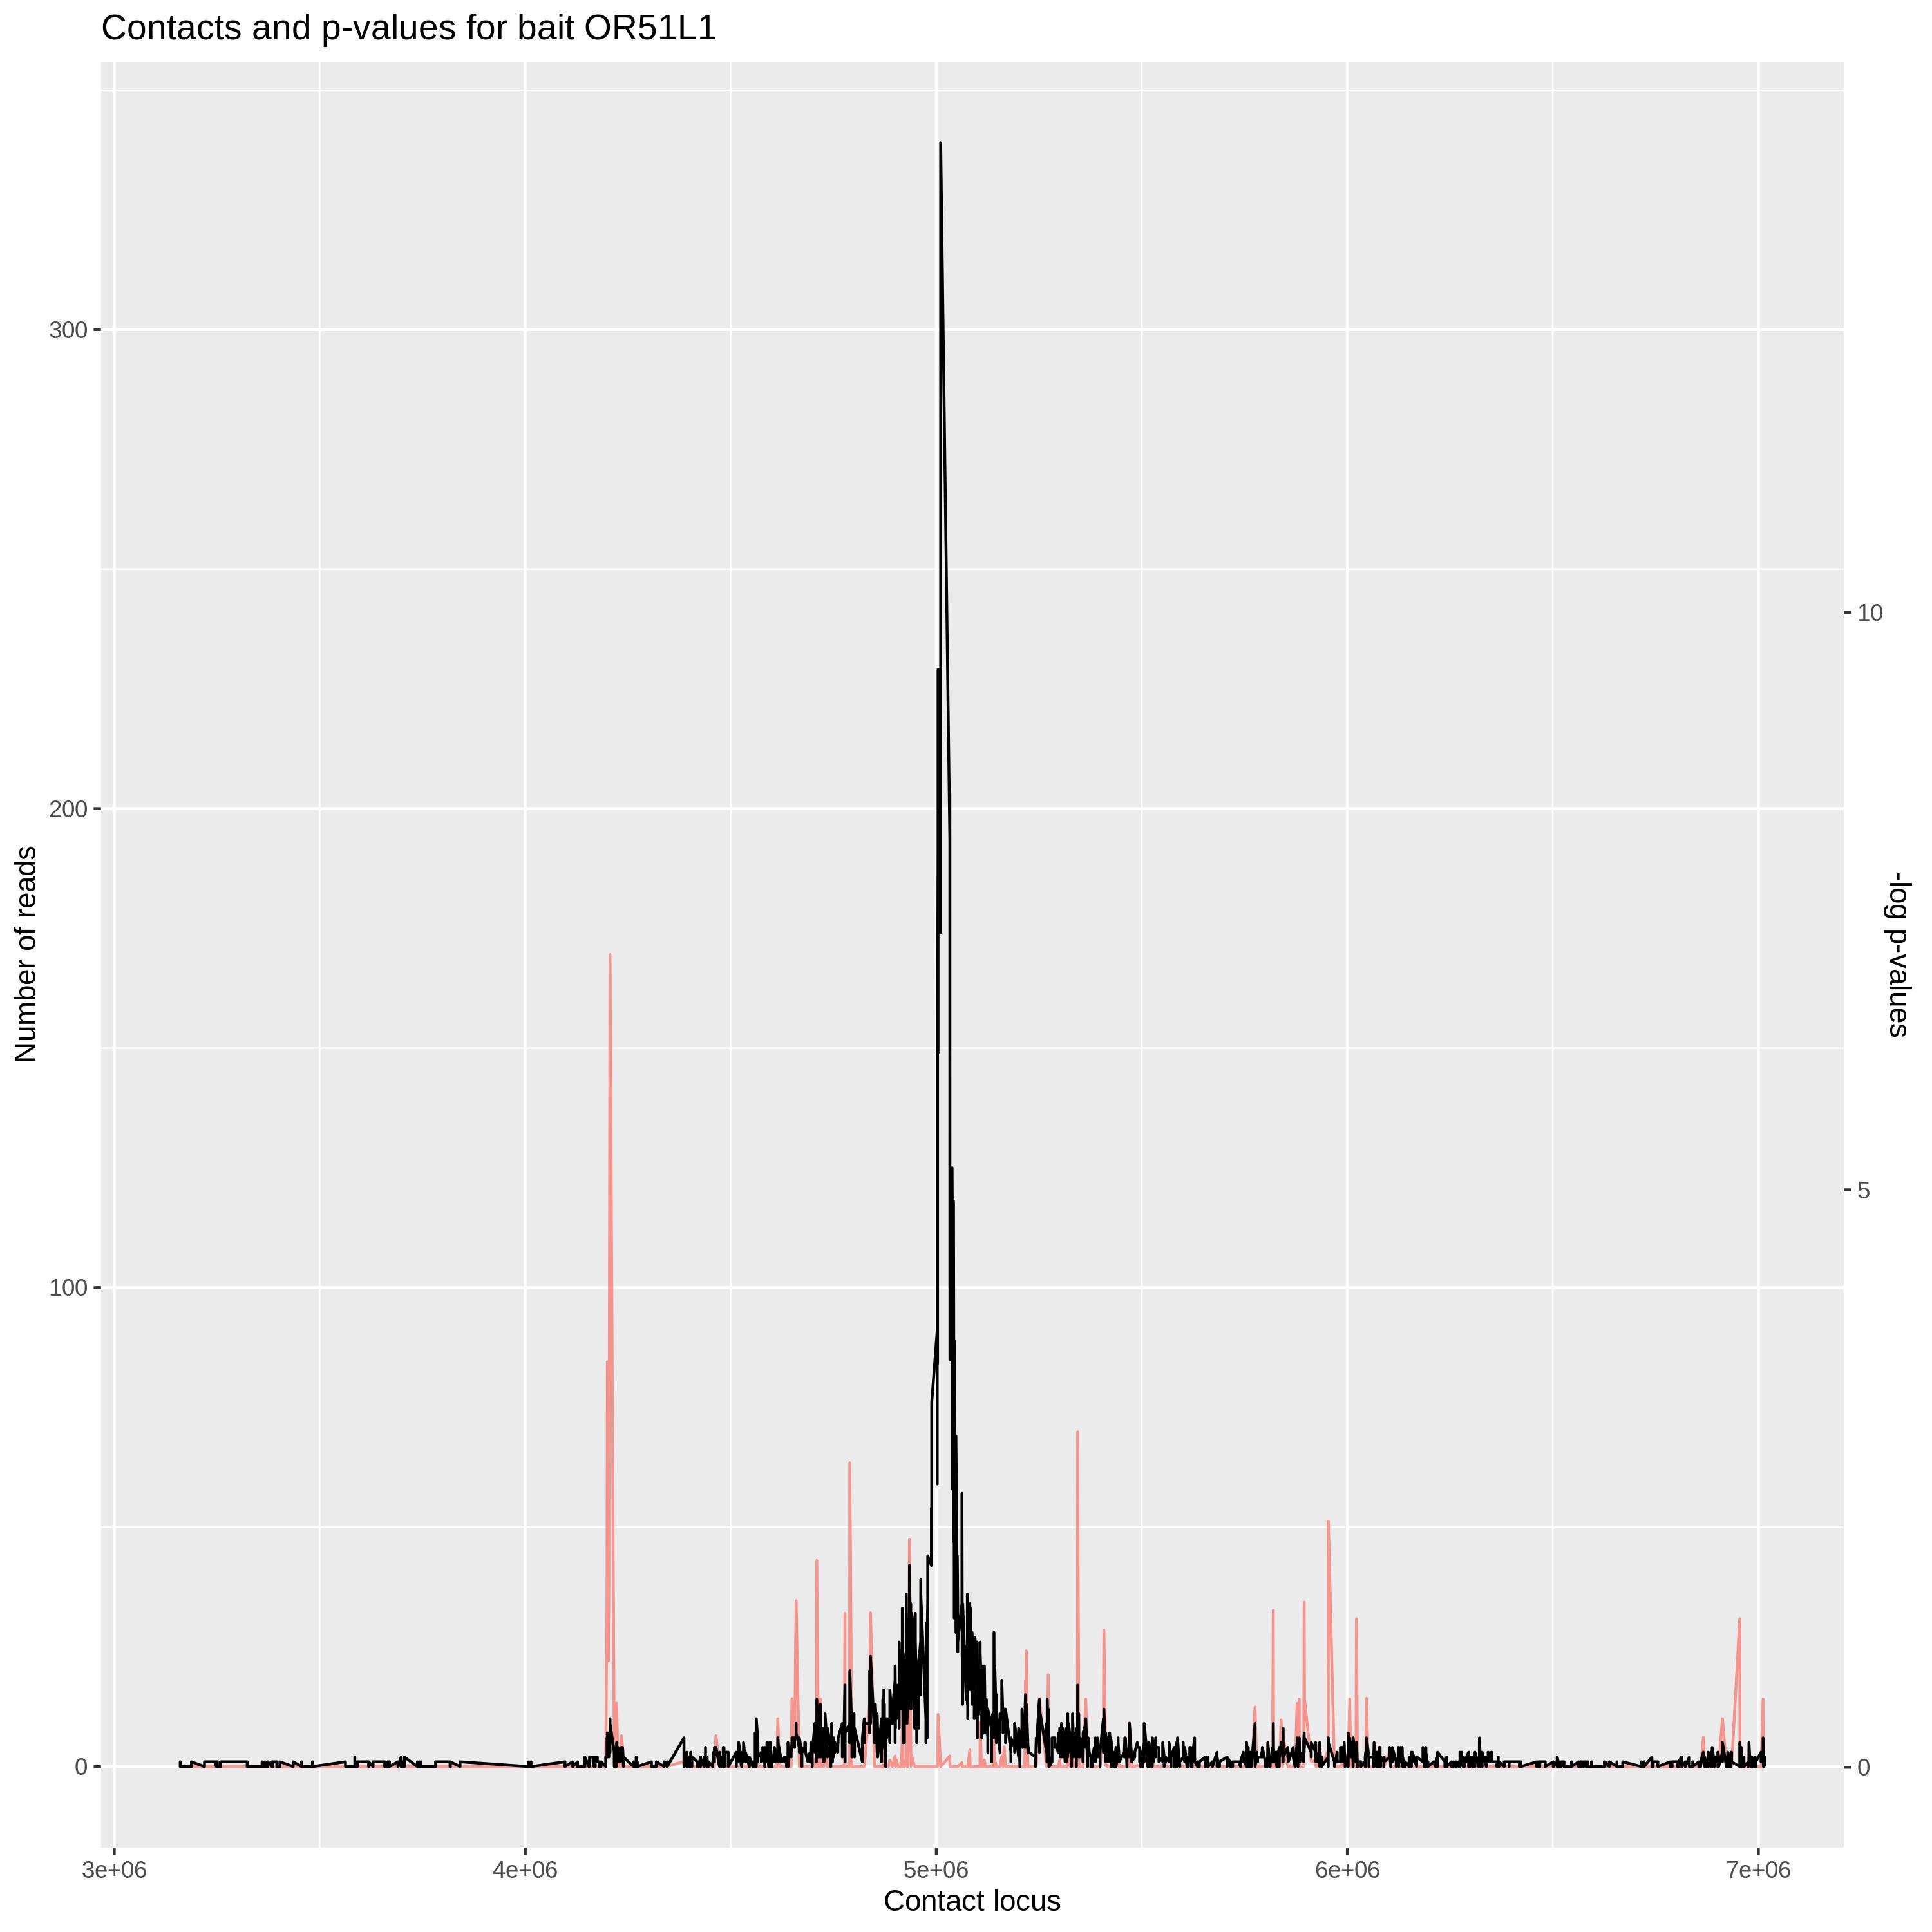 Contacts and p-values for bait OR51L1
300
200
100
0
10
5
0
Number of reads
-log p-values
3e+06 4e+06 5e+06 6e+06 7e+06
Contact locus